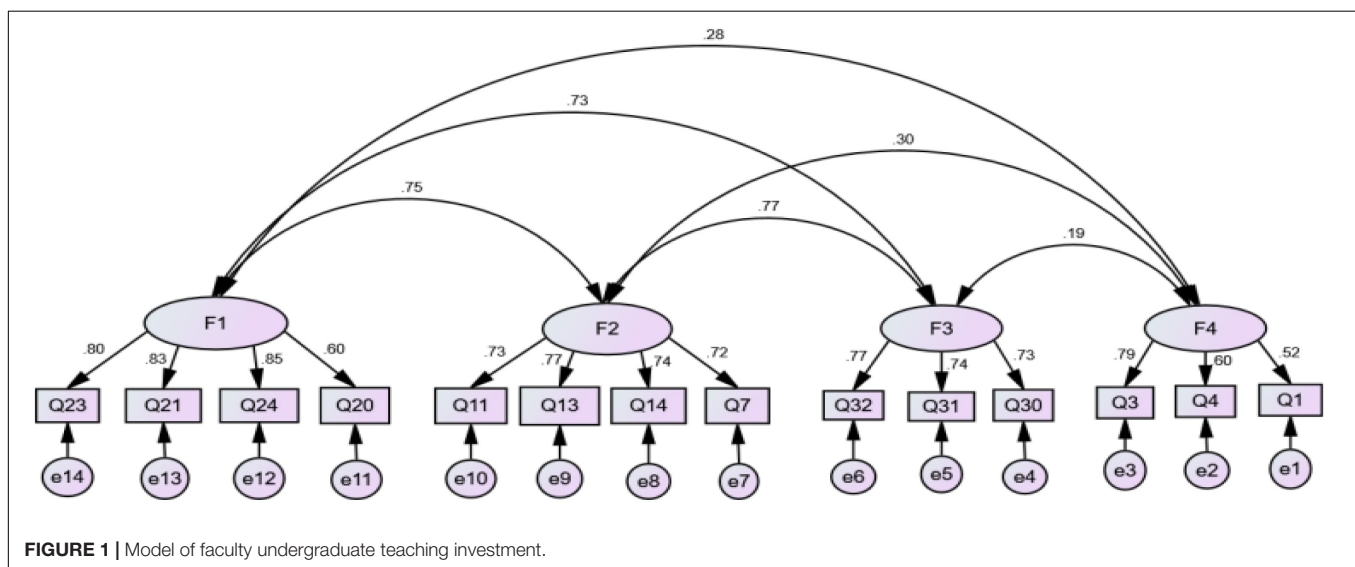 .28
.73
.30
.75
.77
.19
F1 F2 F3 F4
.80 .83 .85 .60 .73 .77 .74 .72 .77 .74 .73 .79 .60 .52
Q23 Q21 Q24 Q20 Q11 Q13 Q14 Q7 Q32 Q31 Q30 Q3 Q4 Q1
e14 e13 e12 e11 e10 e9 e8 e7 e6 e5 e4 e3 e2 e1
FIGURE 1 | Model of faculty undergraduate teaching investment.